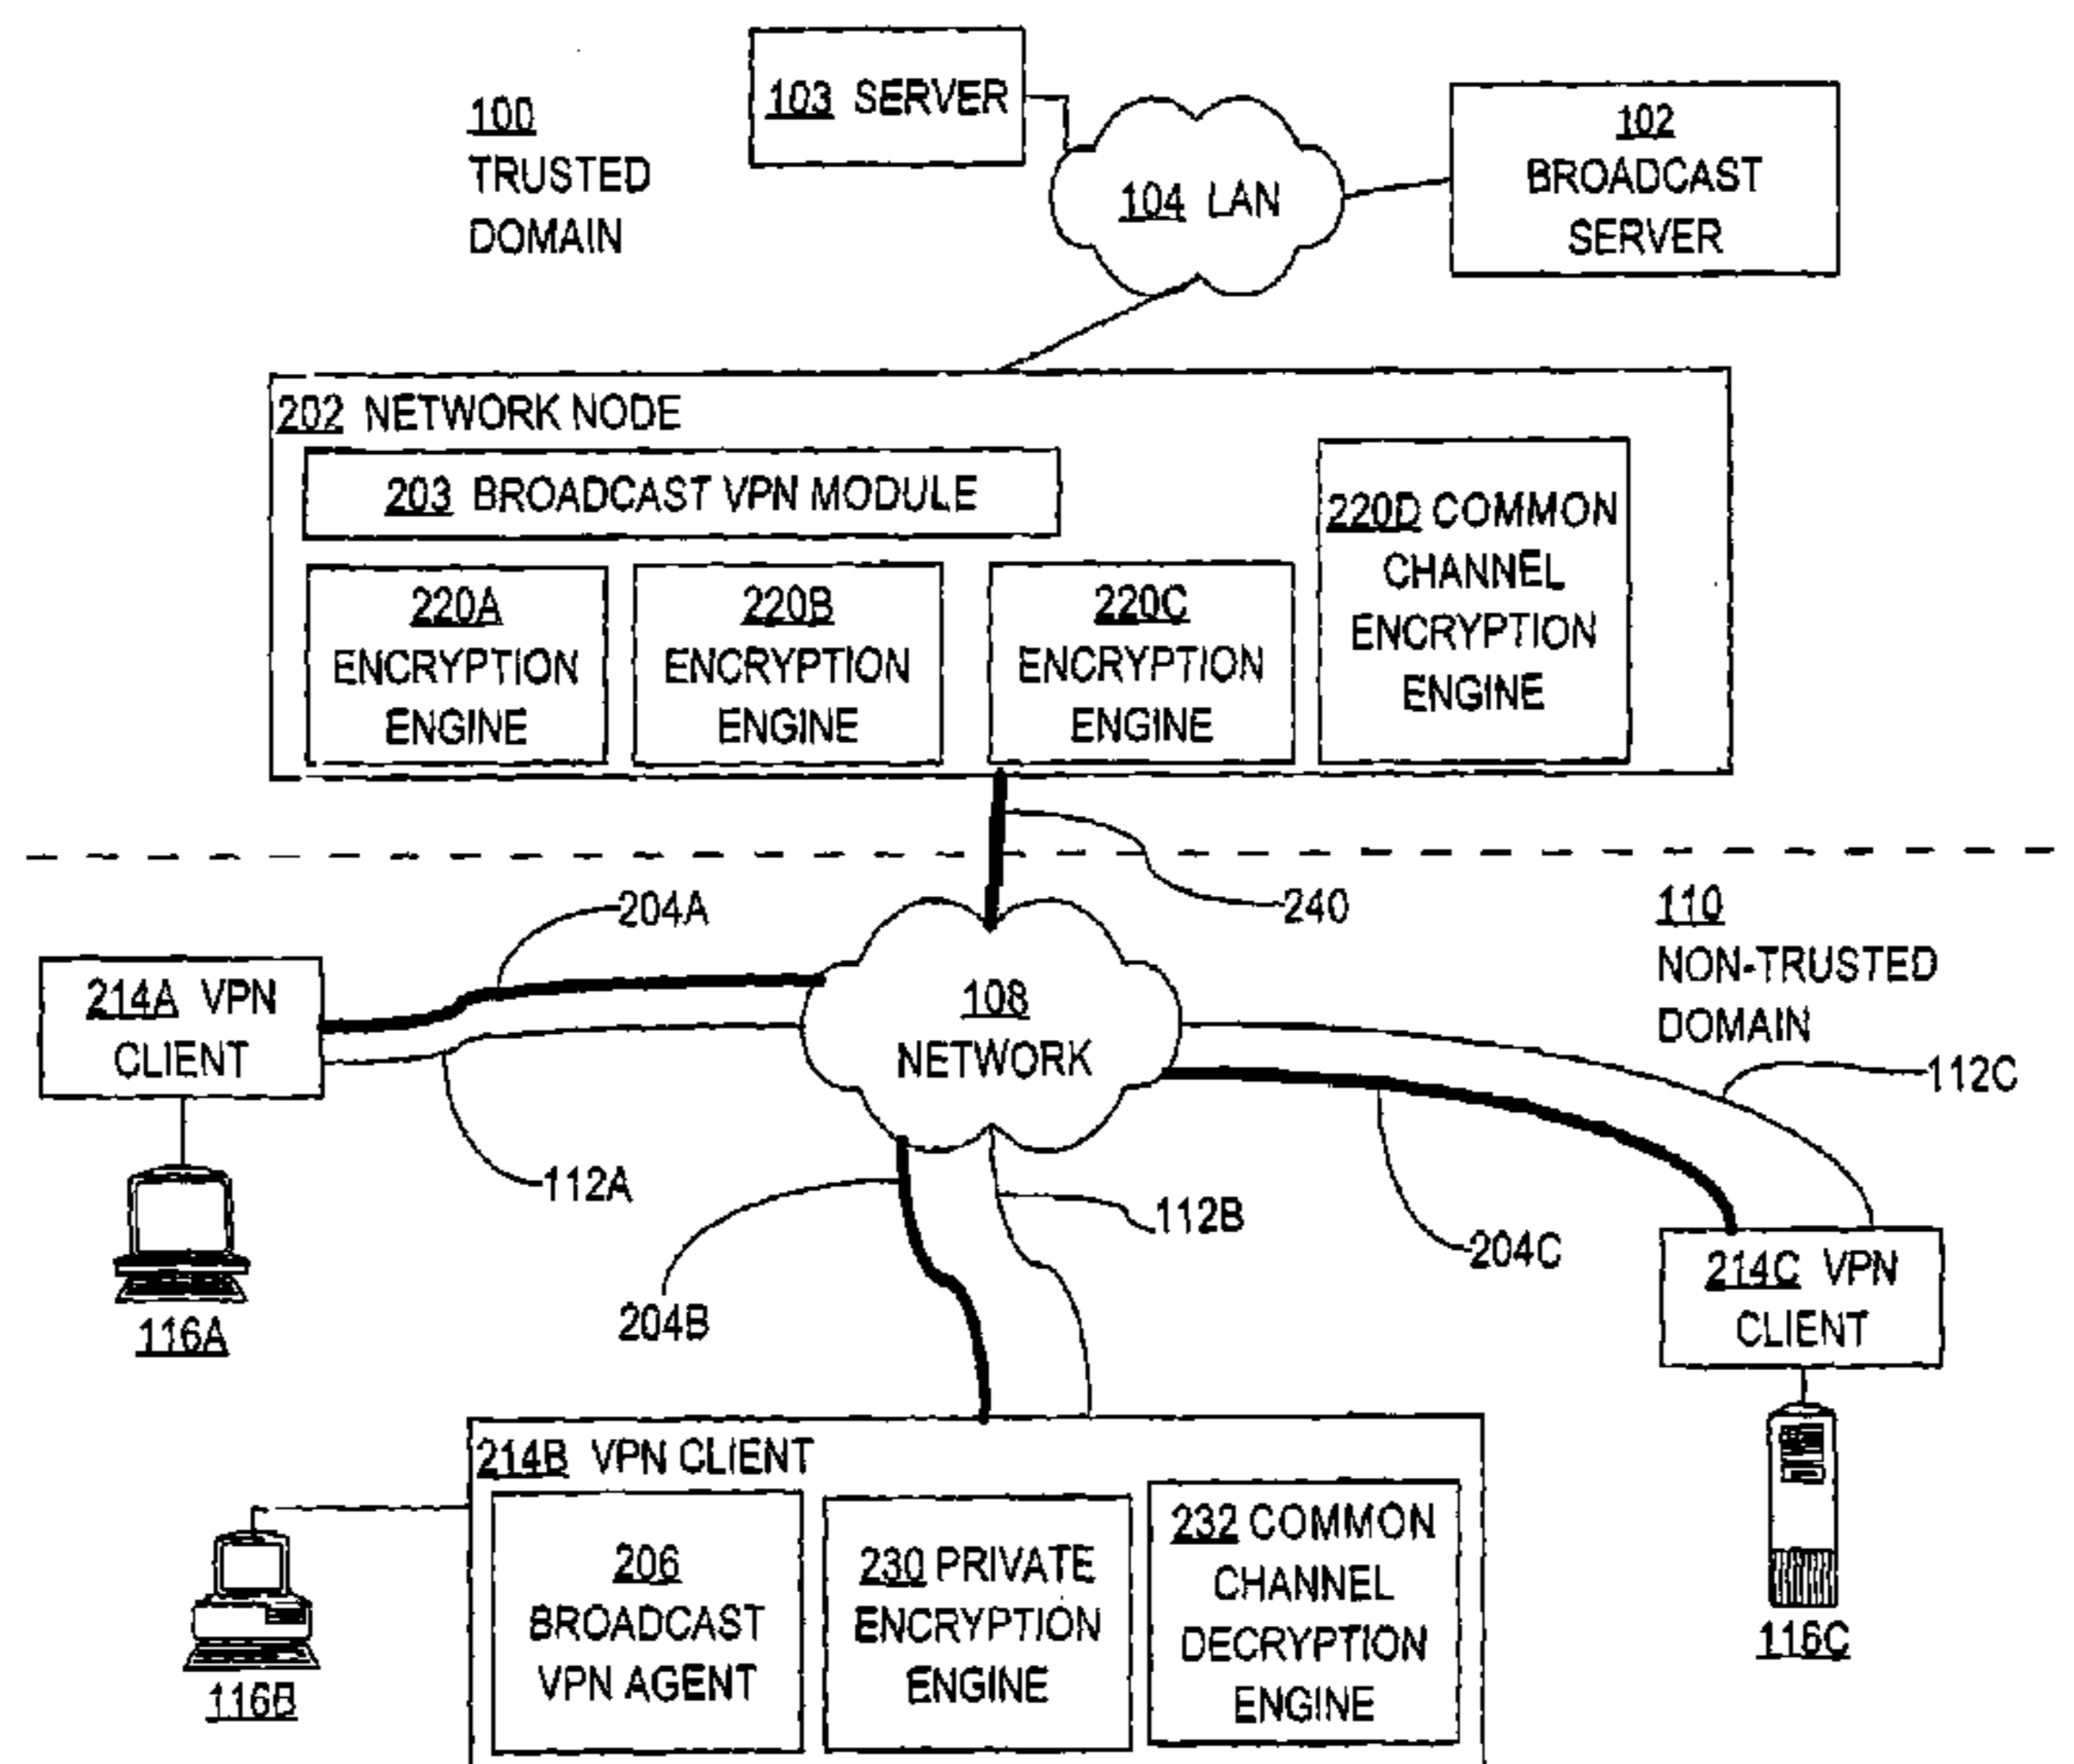 103 SERVER
100
TRUSTED
DOMAIN
104 LAN
102
BROADCAST
SERVER
202 NETWORK NODE
203 BROADCAST VPN MODULE
220A
ENCRYPTION
ENGINE
220B
ENCRYPTION
ENGINE
220C
ENCRYPTION
ENGINE
220D COMMON
CHANNEL
ENCRYPTION
ENGINE
240
110
NON-TRUSTED
DOMAIN
204A
214A VPN
CLIENT
108
NETWORK
112A
116A
204B
112B
112C
204C
214C VPN
CLIENT
116C
214B VPN CLIENT
206
BROADCAST
VPN AGENT
230 PRIVATE
ENCRYPTION
ENGINE
232 COMMON
CHANNEL
DECRYPTION
ENGINE
116B